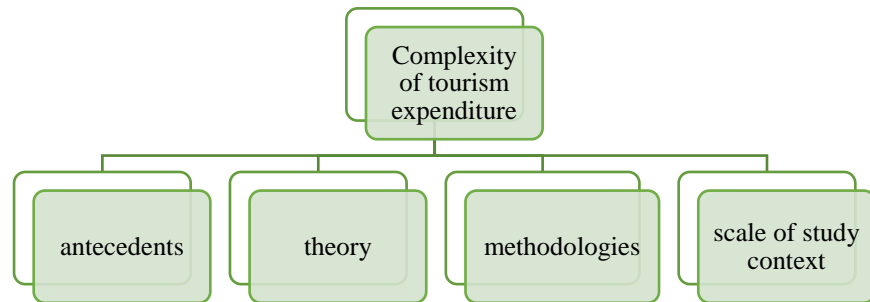 Complexity
of tourism
expenditure
antecedents
theory
methodologies
scale of study
context